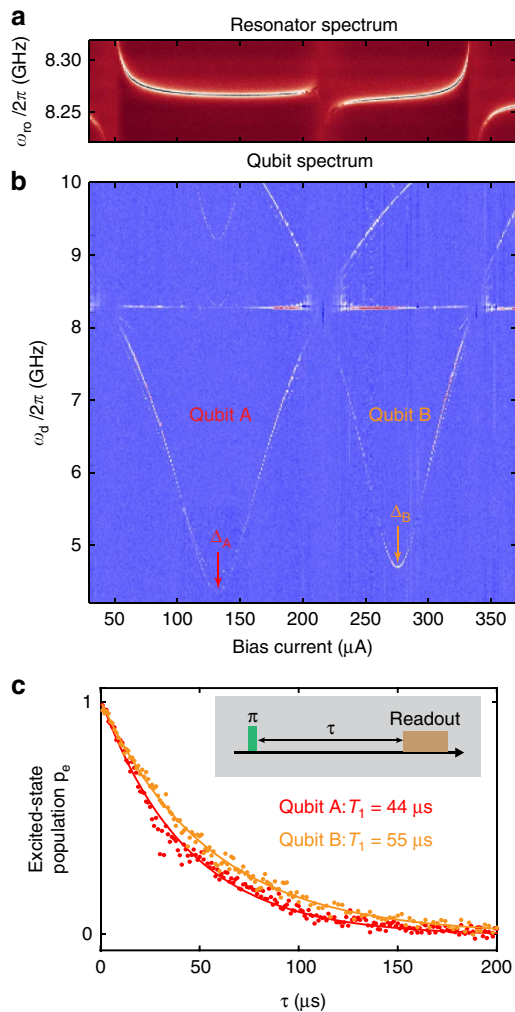 a
Resonator spectrum
ω_ro/2π (GHz)
8.30
8.25
Qubit spectrum
b
ω_d/2π (GHz)
10
9
8
7
6
5
Qubit A
Qubit B
Δ_A
Δ_B
50 100 150 200 250 300 350
Bias current (μA)
c
Excited-state
population p_e
1
0
π
τ
Readout
Qubit A: T₁ = 44 μs
Qubit B: T₁ = 55 μs
0 50 100 150 200
τ (μs)